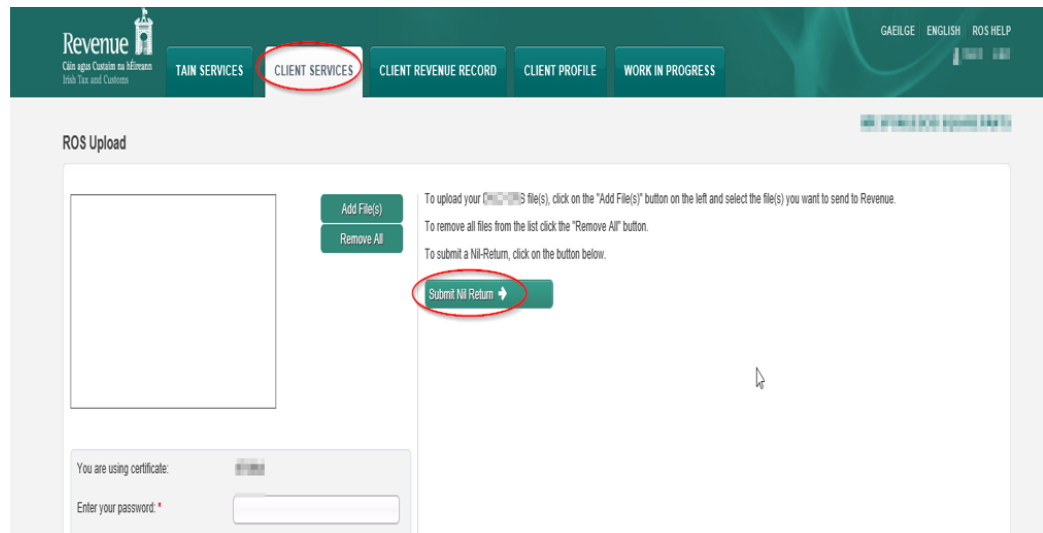 Revenue
Cáin agus Custaim na hÉireann
Irish Tax and Customs
TAIN SERVICES
CLIENT SERVICES
CLIENT REVENUE RECORD
CLIENT PROFILE
WORK IN PROGRESS
GAEILGE ENGLISH ROS HELP
ROS Upload
Add File(s)
Remove All
To upload your file(s), click on the "Add File(s)" button on the left and select the file(s) you want to send to Revenue.
To remove all files from the list click the "Remove All" button.
To submit a Nil-Return, click on the button below.
Submit Nil Return
You are using certificate:
Enter your password: *